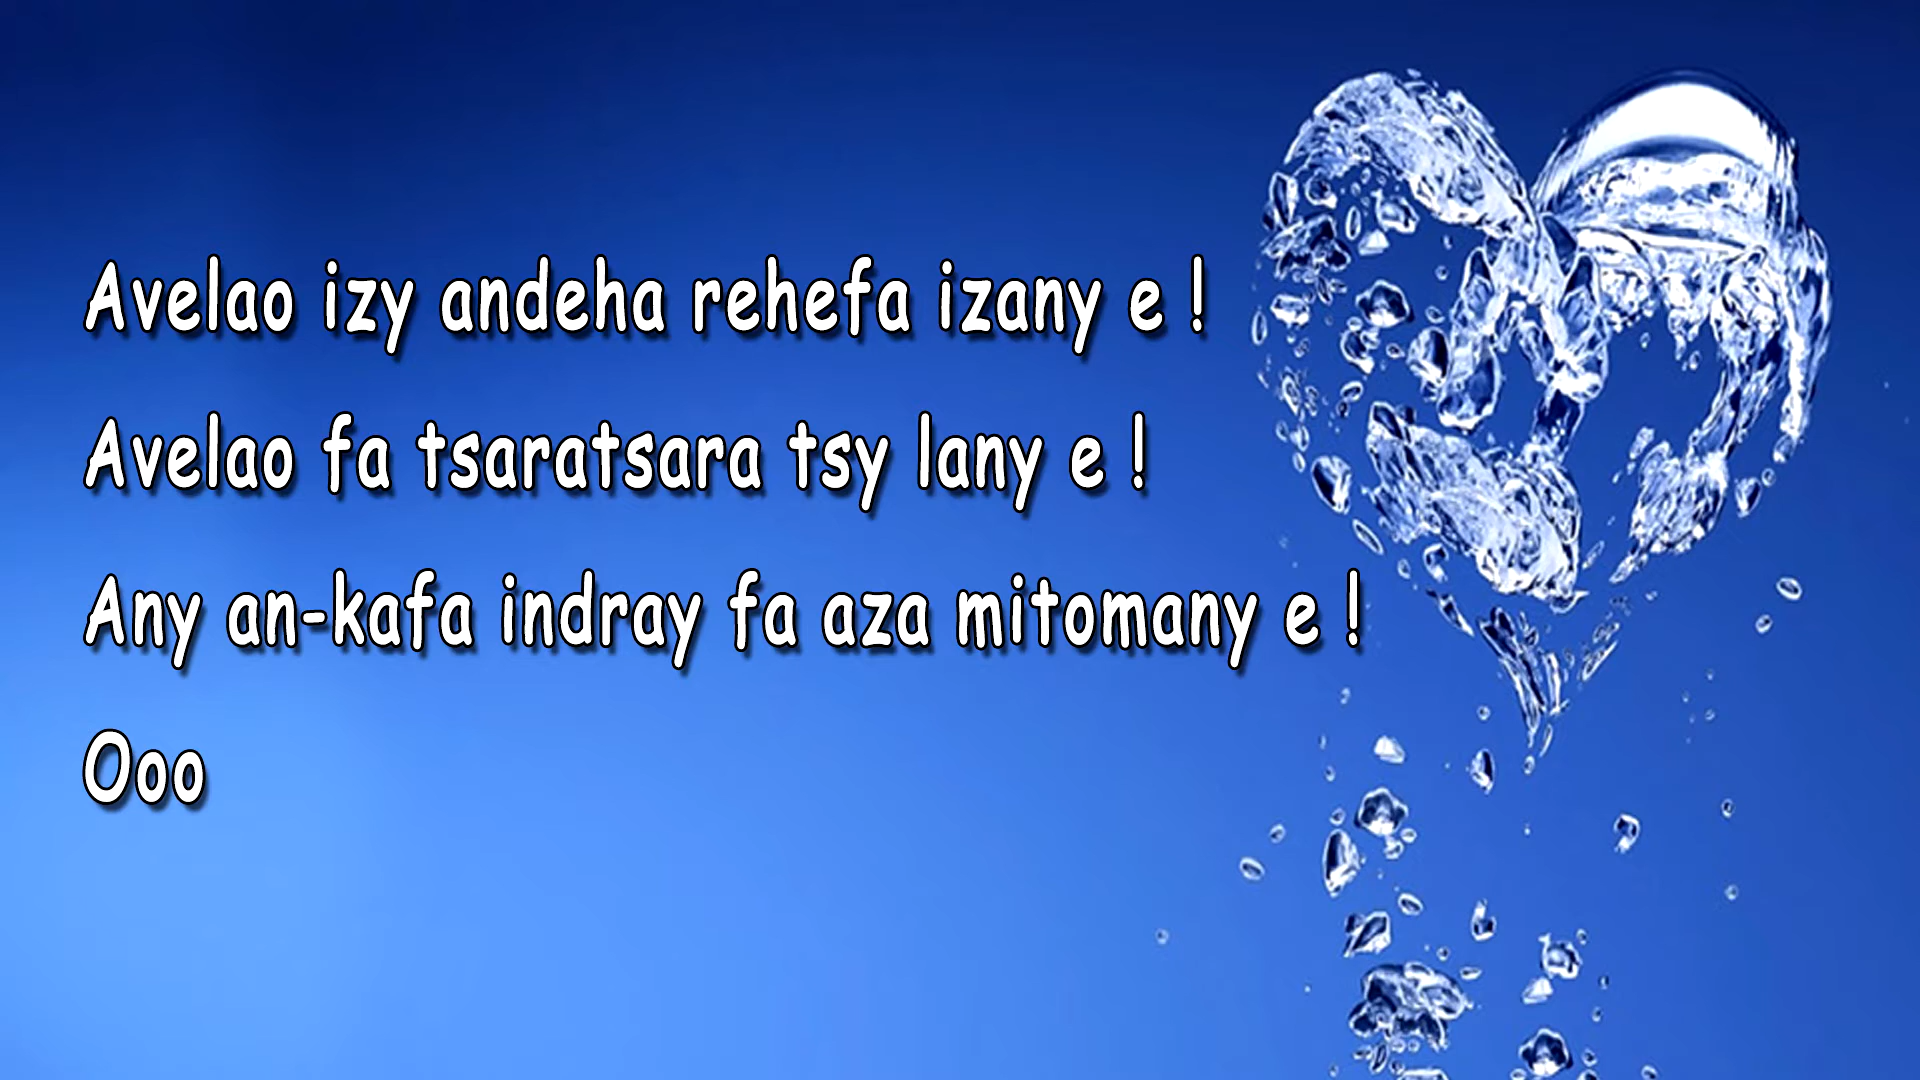 Avelao izy andeha rehefa izany e !
Avelao fa tsaratsara tsy lany e !
Any an-kafa indray fa aza mitomany e !
Ooo